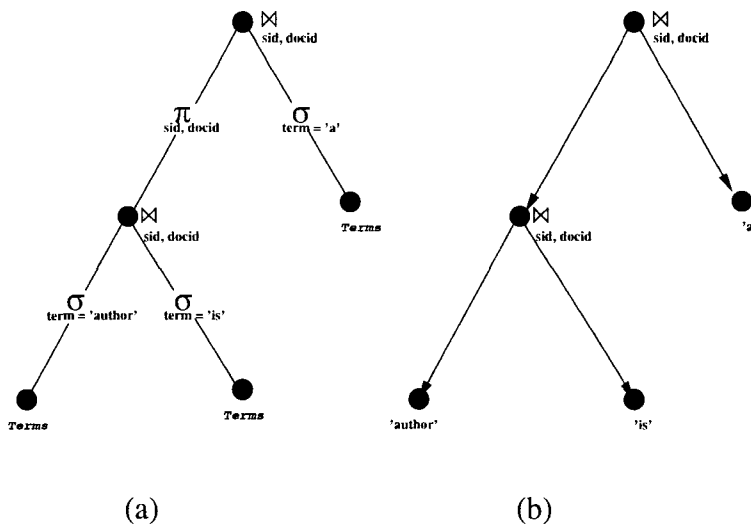 ⋈
sid, docid
π
sid, docid
σ
term = 'a'
Terms
⋈
sid, docid
σ
term = 'author'
σ
term = 'is'
Terms
Terms
(a)
⋈
sid, docid
'a
⋈
sid, docid
'author'
'is'
(b)